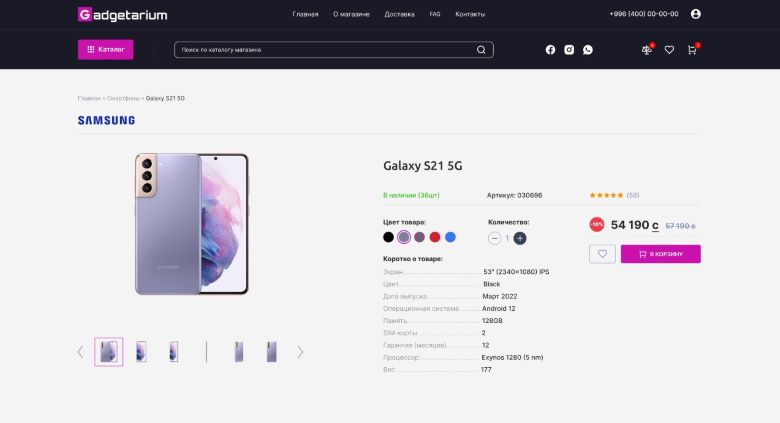 Gadgetarium
Главная О магазине Доставка FAG Контакты
+996 (400) 00-00-00
Каталог
Поиск по каталогу магазина
Главная » Смартфоны » Galaxy S21 5G
SAMSUNG
Galaxy S21 5G
В наличии (36шт)
Артикул: 030696
(56)
Цвет товара:
Количество:
1
-10%
54 190 с
57 190 с
В КОРЗИНУ
Коротко о товаре:
Экран 53" (2340×1080) IPS
Цвет Black
Дата выпуска Март 2022
Операционная система Android 12
Память 128GB
SIM-карты 2
Гарантия (месяцев) 12
Процессор Exynos 1280 (5 nm)
Вес 177
SAMSUNG